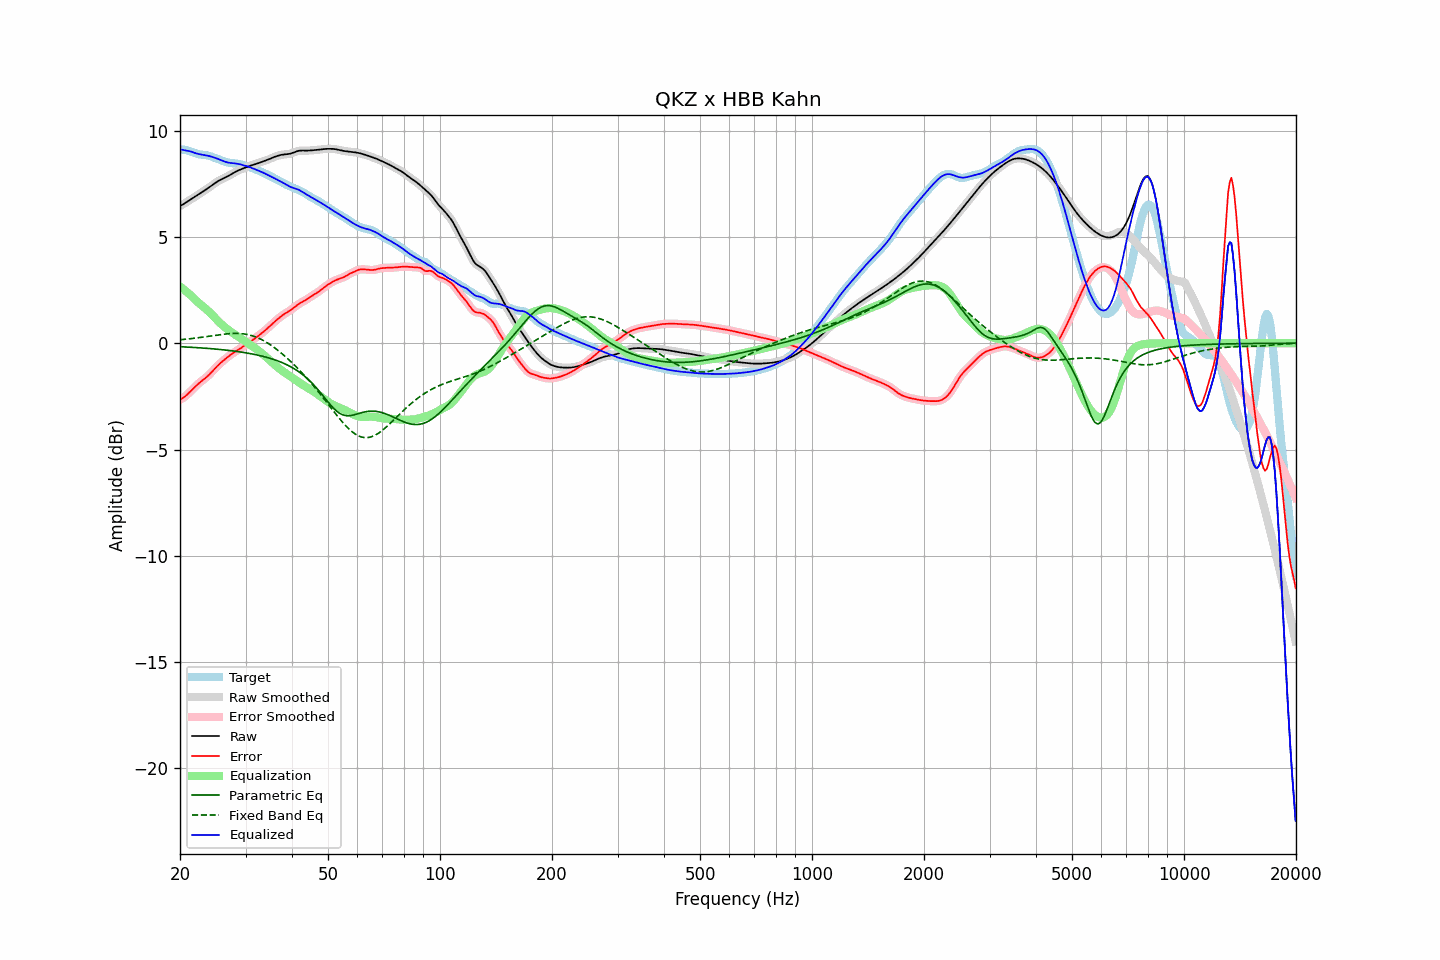 QKZ x HBB Kahn
Amplitude (dBr)
10
5
0
−5
−10
−15
−20
Target
Raw Smoothed
Error Smoothed
Raw
Error
Equalization
Parametric Eq
Fixed Band Eq
Equalized
20 50 100 200 500 1000 2000 5000 10000 20000
Frequency (Hz)